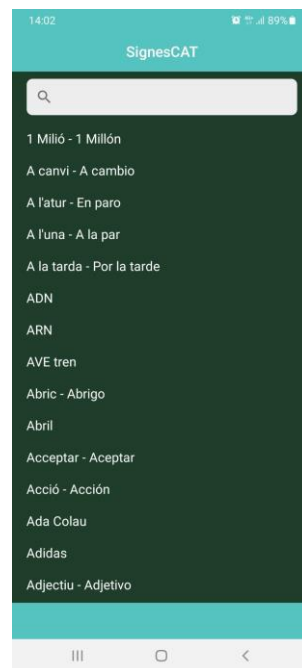 14:02
89%
SignesCAT
1 Milió - 1 Millón
A canvi - A cambio
A l'atur - En paro
A l'una - A la par
A la tarda - Por la tarde
ADN
ARN
AVE tren
Abric - Abrigo
Abril
Acceptar - Aceptar
Acció - Acción
Ada Colau
Adidas
Adjectiu - Adjetivo